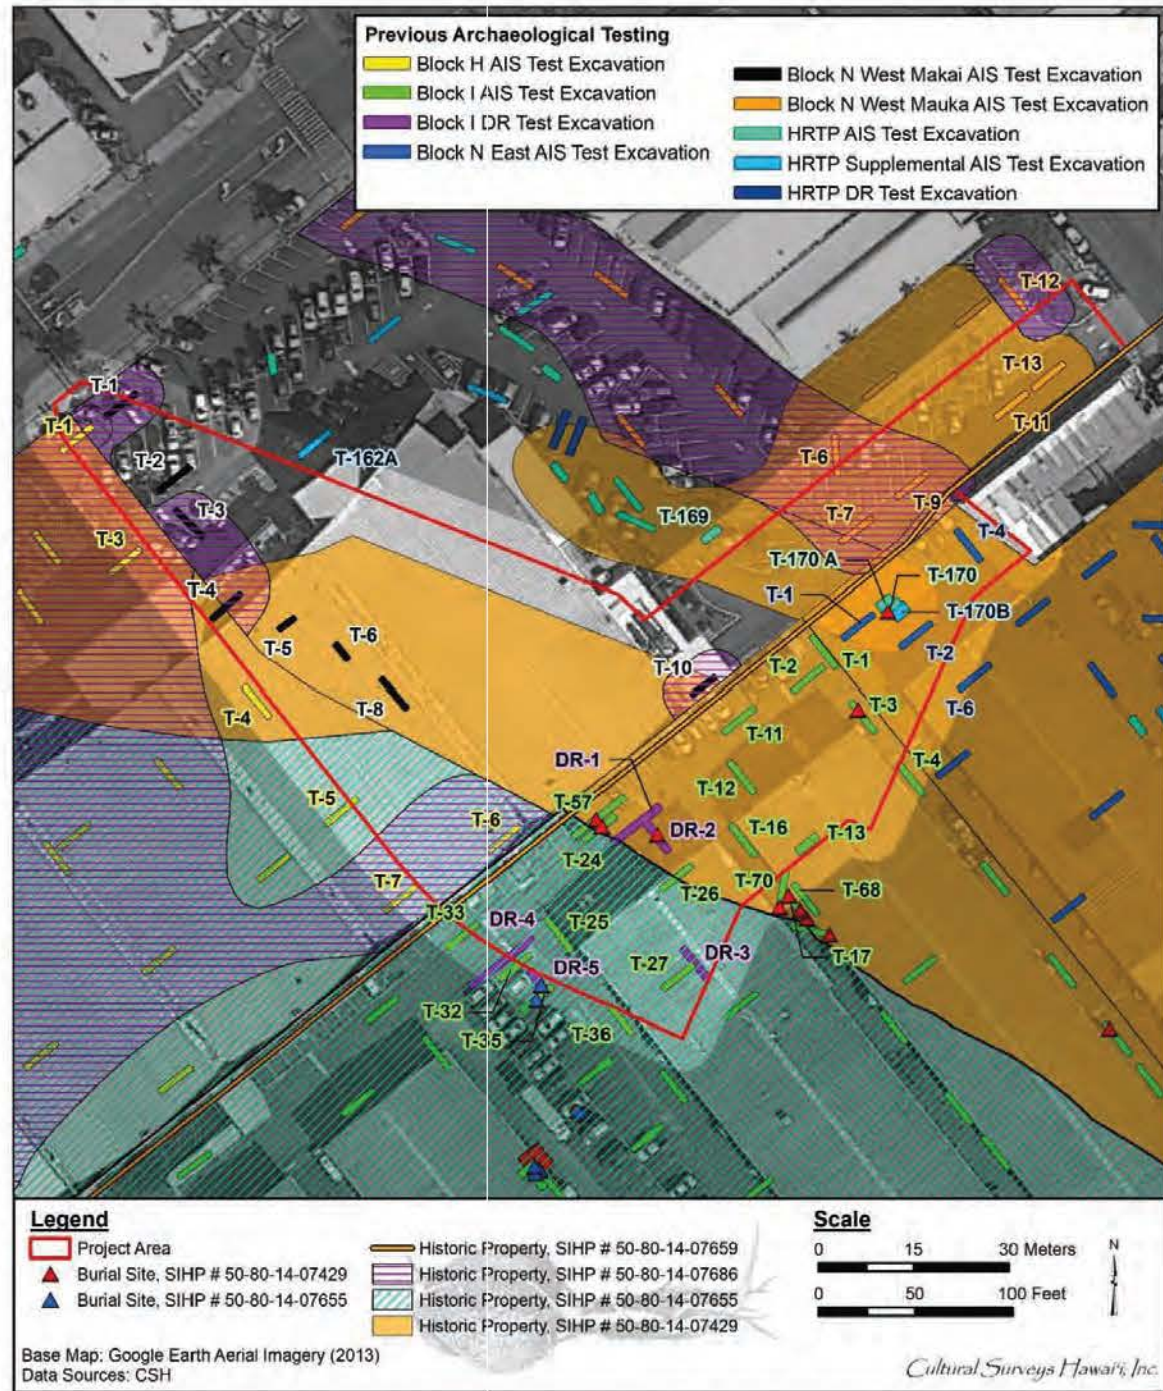 Previous Archaeological Testing
Block H AIS Test Excavation
Block I AIS Test Excavation
Block I DR Test Excavation
Block N East AIS Test Excavation
Block N West Makai AIS Test Excavation
Block N West Mauka AIS Test Excavation
HRTP AIS Test Excavation
HRTP Supplemental AIS Test Excavation
HRTP DR Test Excavation
T-12
T-1
T-13
T-1
T-11
T-2
T-162A
T-6
T-3
T-9
T-3
T-169
T-7
T-4
T-170 A
T-170
T-4
T-1
T-170B
T-5
T-6
T-2
T-10
T-2
T-1
T-4
T-8
T-3
T-6
T-11
DR-1
T-4
T-12
T-5
T-57
T-6
DR-2
T-16
T-13
T-24
T-7
T-26
T-70
T-68
T-33
DR-4
T-25
DR-3
T-17
DR-5
T-27
T-32
T-35
T-36
Legend
Project Area
Burial Site, SIHP # 50-80-14-07429
Burial Site, SIHP # 50-80-14-07655
Historic Property, SIHP # 50-80-14-07659
Historic Property, SIHP # 50-80-14-07686
Historic Property, SIHP # 50-80-14-07655
Historic Property, SIHP # 50-80-14-07429
Scale
0 15 30 Meters
0 50 100 Feet
N
Base Map: Google Earth Aerial Imagery (2013)
Data Sources: CSH
Cultural Surveys Hawai'i, Inc.